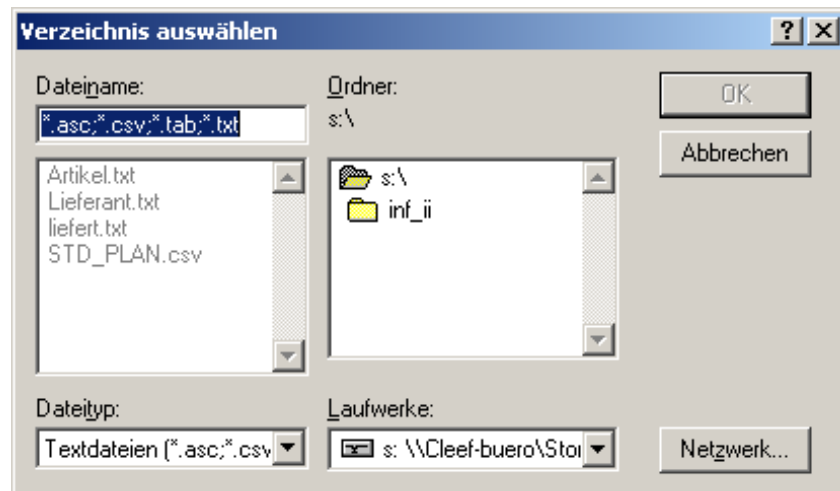 Verzeichnis auswählen
Dateiname:
*.asc;*.csv;*.tab;*.txt
Artikel.txt
Lieferant.txt
liefert.txt
STD_PLAN.csv
Dateityp:
Textdateien (*.asc;*.csv
Ordner:
s:\
s:\
inf_ii
Laufwerke:
s: \\Cleef-buero\Stor
OK
Abbrechen
Netzwerk...